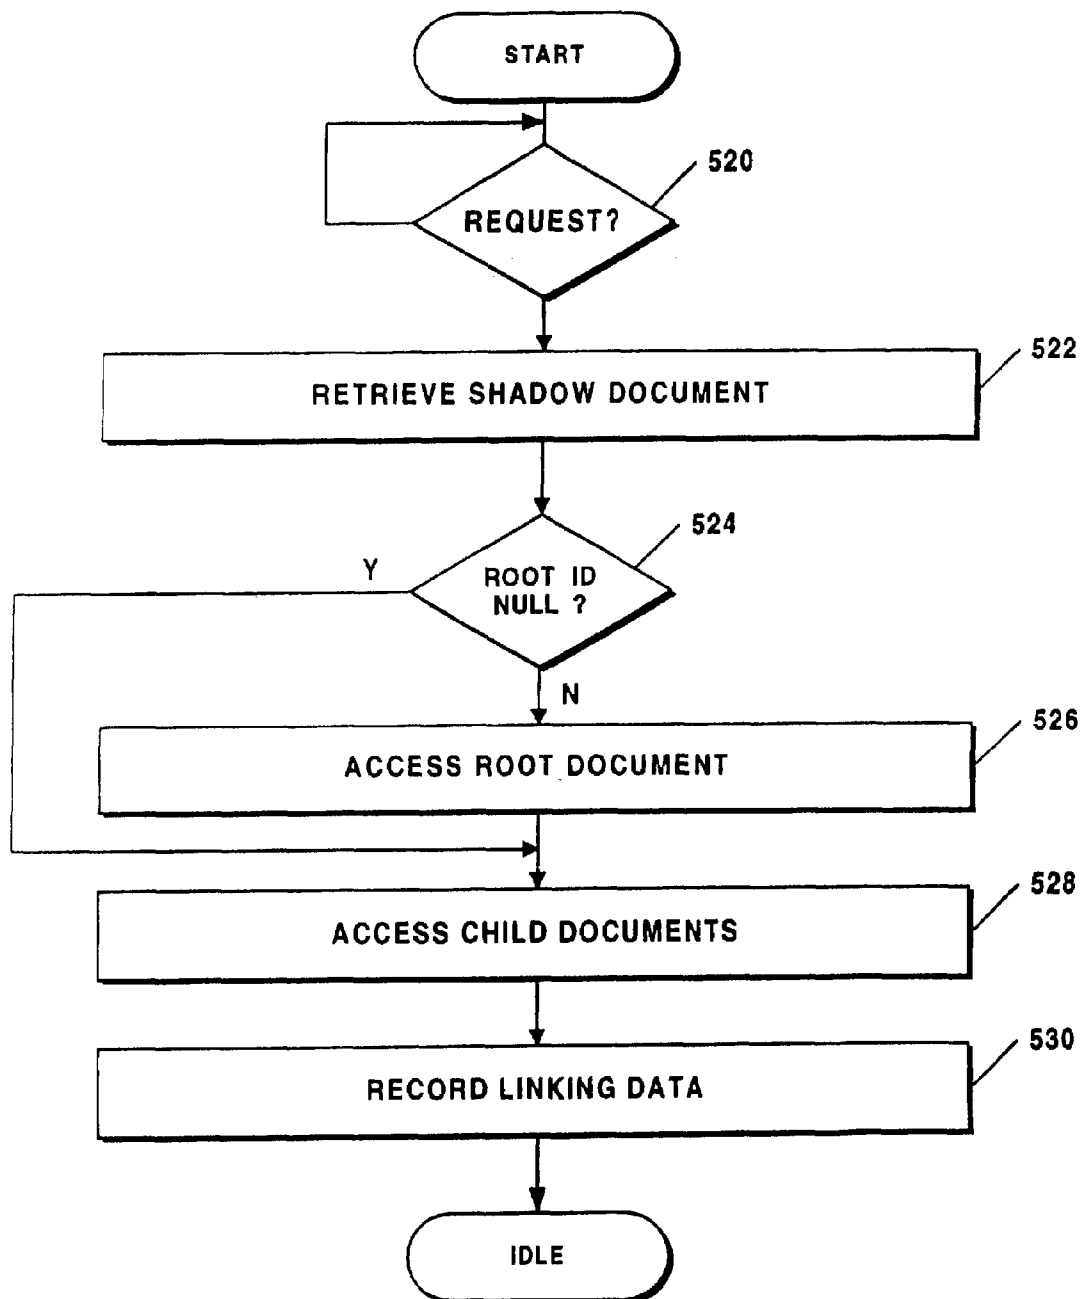 START
520
REQUEST?
522
RETRIEVE SHADOW DOCUMENT
524
Y
ROOT ID
NULL ?
N
526
ACCESS ROOT DOCUMENT
528
ACCESS CHILD DOCUMENTS
530
RECORD LINKING DATA
IDLE